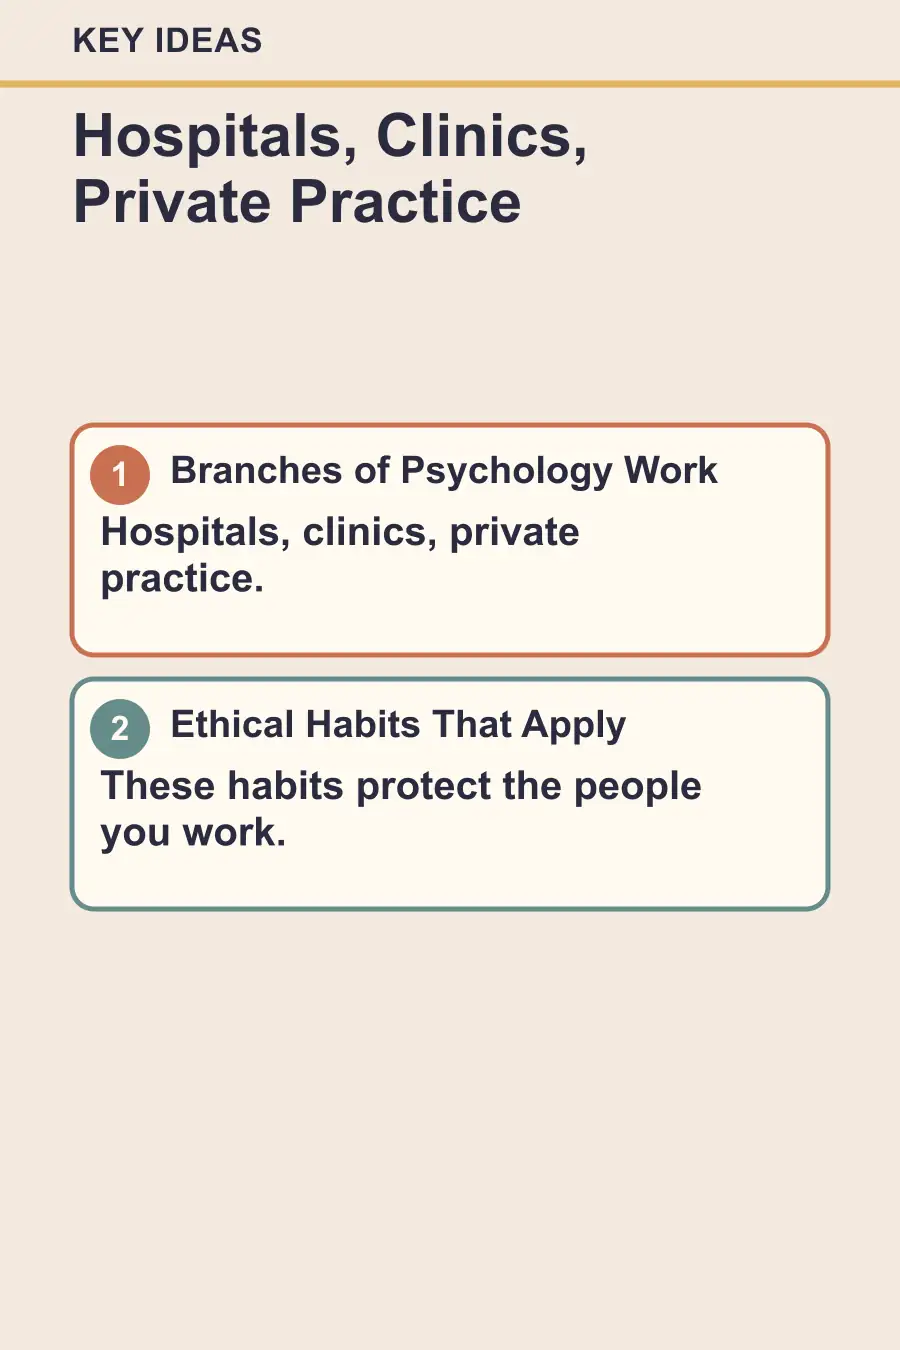 KEY IDEAS
Hospitals, Clinics,
Private Practice
1 Branches of Psychology Work
Hospitals, clinics, private
practice.
2 Ethical Habits That Apply
These habits protect the people
you work.